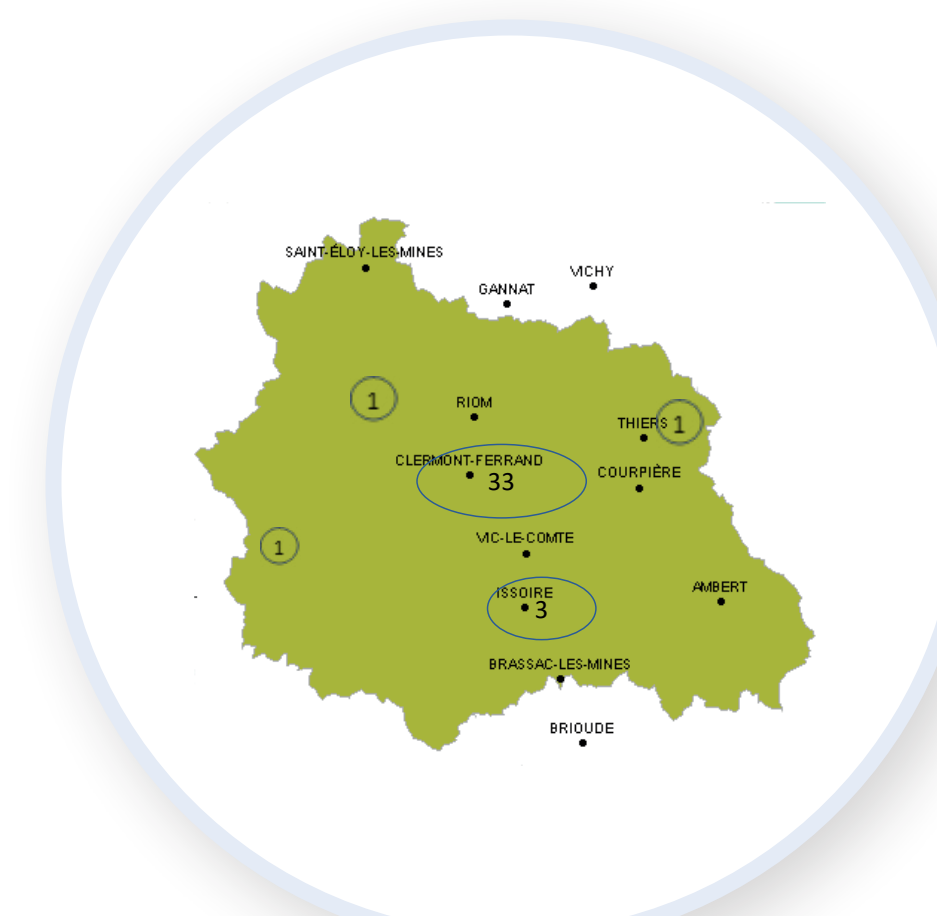 SAINT-ÉLOY-LES-MINES
VICHY
GANNAT
1
RIOM
THIERS 1
CLERMONT-FERRAND
33
COURPIÈRE
VIC-LE-COMTE
1
AMBERT
ISSOIRE
3
BRASSAC-LES-MINES
BRIOUDE